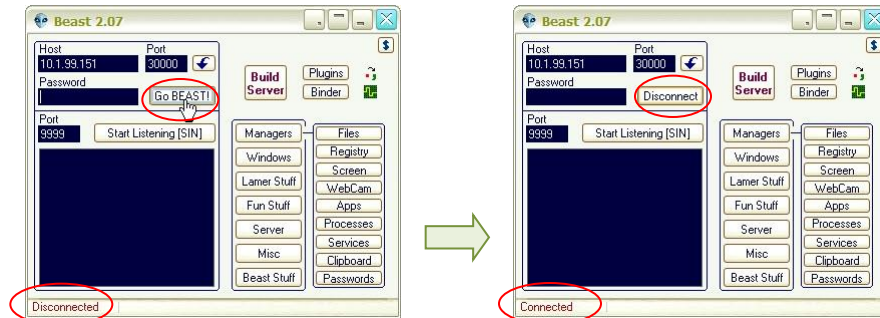 Beast 2.07
Host Port
10.1.99.151 30000
Password
Go BEAST!
Port
9999 Start Listening [SIN]
Build
Server
Plugins
Binder
$
Managers
Windows
Lamer Stuff
Fun Stuff
Server
Misc
Beast Stuff
Files
Registry
Screen
WebCam
Apps
Processes
Services
Clipboard
Passwords
Disconnected
Beast 2.07
Host Port
10.1.99.151 30000
Password
Disconnect
Port
9999 Start Listening [SIN]
Build
Server
Plugins
Binder
$
Managers
Windows
Lamer Stuff
Fun Stuff
Server
Misc
Beast Stuff
Files
Registry
Screen
WebCam
Apps
Processes
Services
Clipboard
Passwords
Connected